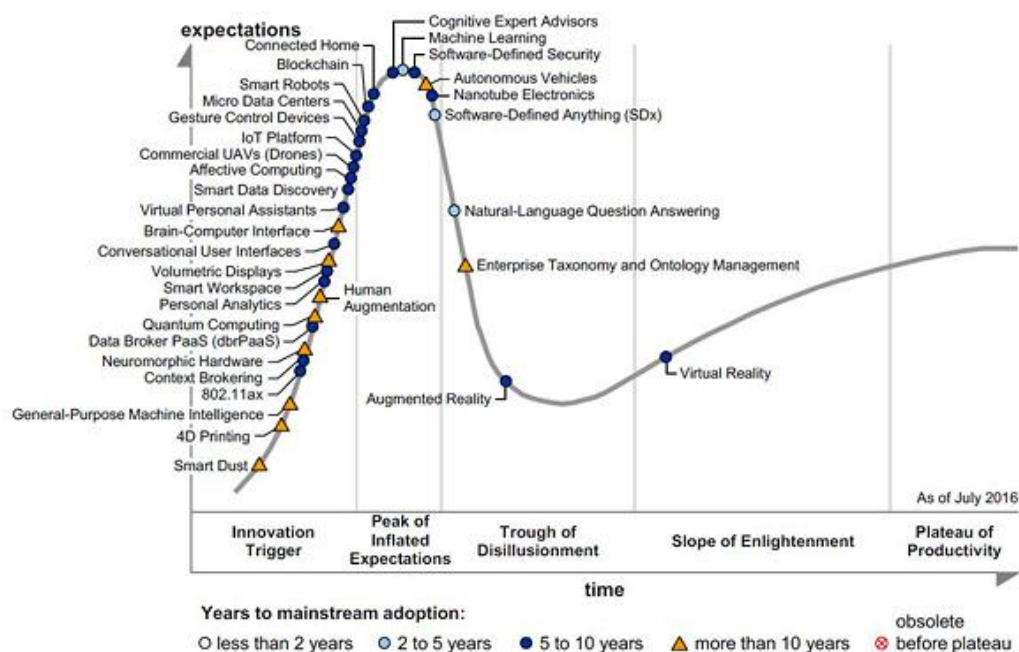 expectations
Cognitive Expert Advisors
Machine Learning
Software-Defined Security
Connected Home
Blockchain
Smart Robots
Micro Data Centers
Gesture Control Devices
IoT Platform
Commercial UAVs (Drones)
Affective Computing
Smart Data Discovery
Virtual Personal Assistants
Brain-Computer Interface
Conversational User Interfaces
Volumetric Displays
Smart Workspace
Personal Analytics
Quantum Computing
Data Broker PaaS (dbrPaaS)
Neuromorphic Hardware
Context Brokering
802.11ax
General-Purpose Machine Intelligence
4D Printing
Smart Dust
Human
Augmentation
Autonomous Vehicles
Nanotube Electronics
Software-Defined Anything (SDx)
Natural-Language Question Answering
Enterprise Taxonomy and Ontology Management
Augmented Reality
Virtual Reality
As of July 2016
Innovation
Trigger
Peak of
Inflated
Expectations
Trough of
Disillusionment
Slope of Enlightenment
Plateau of
Productivity
time
Years to mainstream adoption:
less than 2 years
2 to 5 years
5 to 10 years
more than 10 years
obsolete
before plateau